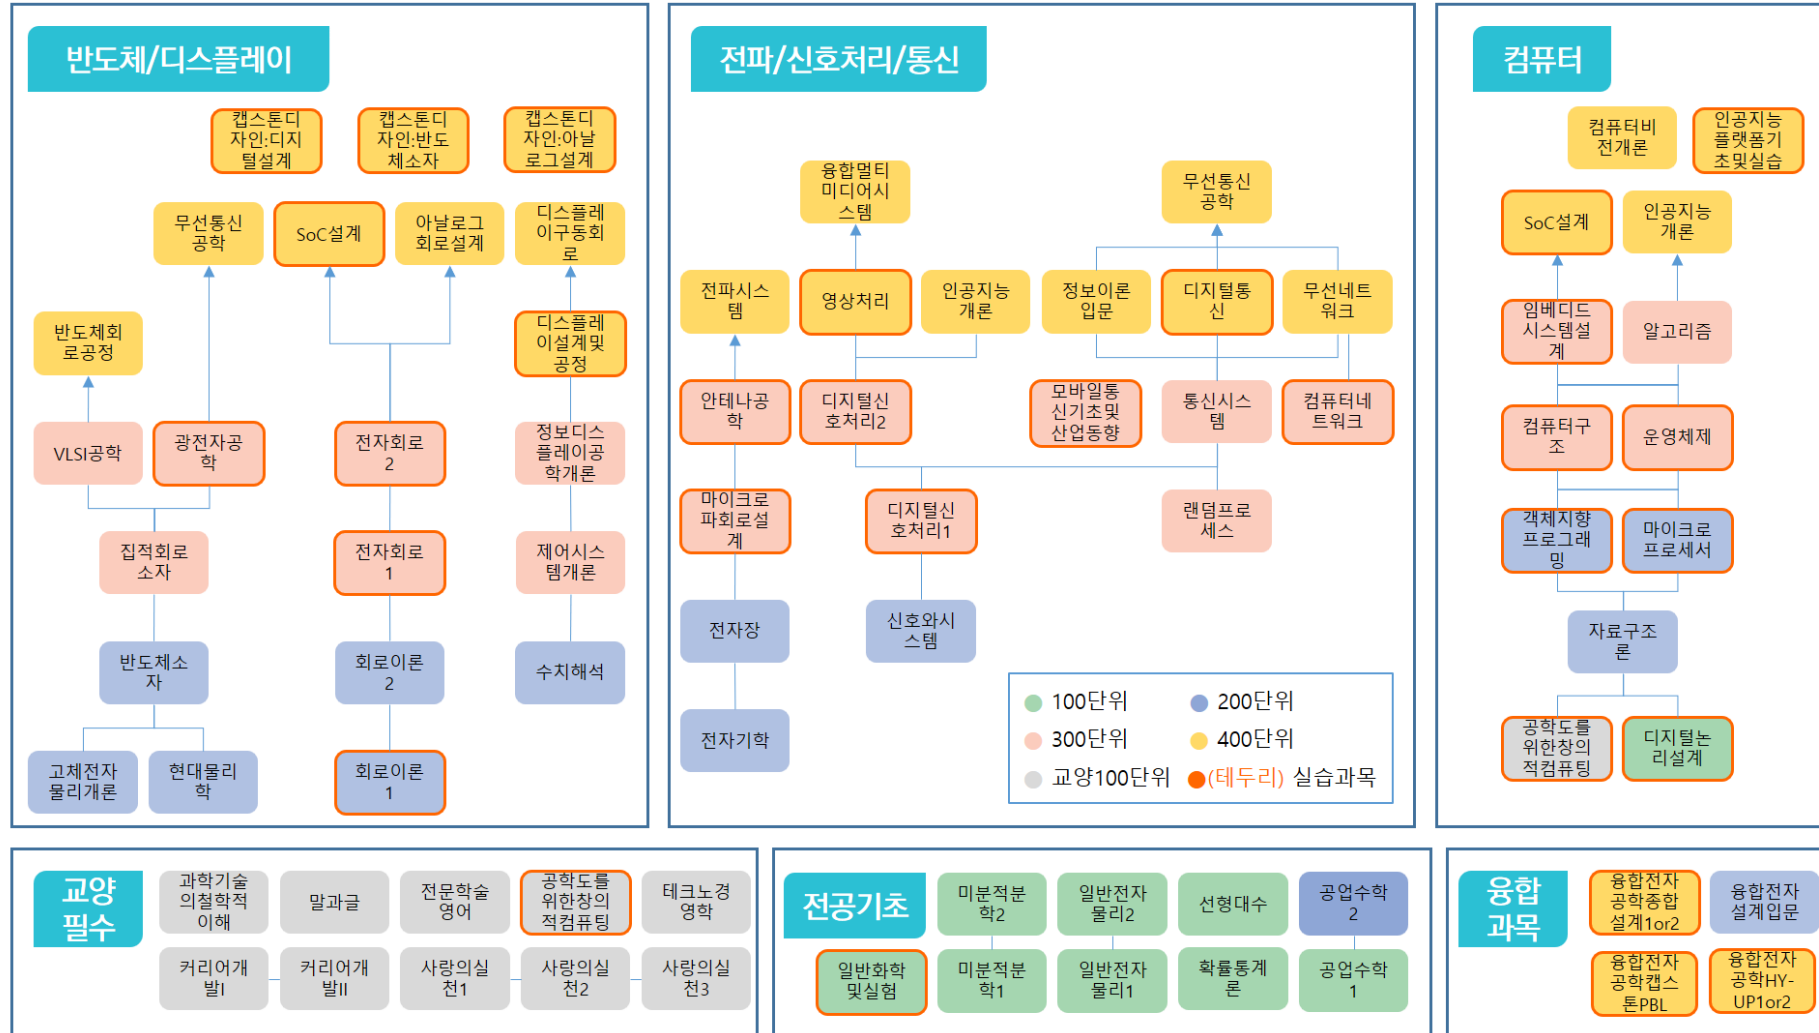 반도체/디스플레이
캡스톤디
자인:디지
털설계
캡스톤디
자인:반도
체소자
캡스톤디
자인:아날
로그설계
무선통신
공학
SoC설계
아날로그
회로설계
디스플레
이구동회
로
반도체회
로공정
디스플레
이설계및
공정
VLSI공학
광전자공
학
전자회로
2
정보디스
플레이공
학개론
집적회로
소자
전자회로
1
제어시스
템개론
반도체소
자
회로이론
2
수치해석
고체전자
물리개론
현대물리
학
회로이론
1
전파/신호처리/통신
융합멀티
미디어시
스템
무선통신
공학
전파시스
템
영상처리
인공지능
개론
정보이론
입문
디지털통
신
무선네트
워크
안테나공
학
디지털신
호처리2
모바일통
신기초및
산업동향
통신시스
템
컴퓨터네
트워크
마이크로
파회로설
계
디지털신
호처리1
랜덤프로
세스
전자장
신호와시
스템
전자기학
100단위
200단위
300단위
400단위
교양100단위
(테두리) 실습과목
컴퓨터
컴퓨터비
전개론
인공지능
플랫폼기
초및실습
SoC설계
인공지능
개론
임베디드
시스템설
계
알고리즘
컴퓨터구
조
운영체제
객체지향
프로그래
밍
마이크로
프로세서
자료구조
론
공학도를
위한창의
적컴퓨팅
디지털논
리설계
교양
필수
과학기술
의철학적
이해
말과글
전문학술
영어
공학도를
위한창의
적컴퓨팅
테크노경
영학
커리어개
발I
커리어개
발II
사랑의실
천1
사랑의실
천2
사랑의실
천3
전공기초
미분적분
학2
일반전자
물리2
선형대수
공업수학
2
일반화학
및실험
미분적분
학1
일반전자
물리1
확률통계
론
공업수학
1
융합
과목
융합전자
공학종합
설계1or2
융합전자
설계입문
융합전자
공학캡스
톤PBL
융합전자
공학HY-
UP1or2